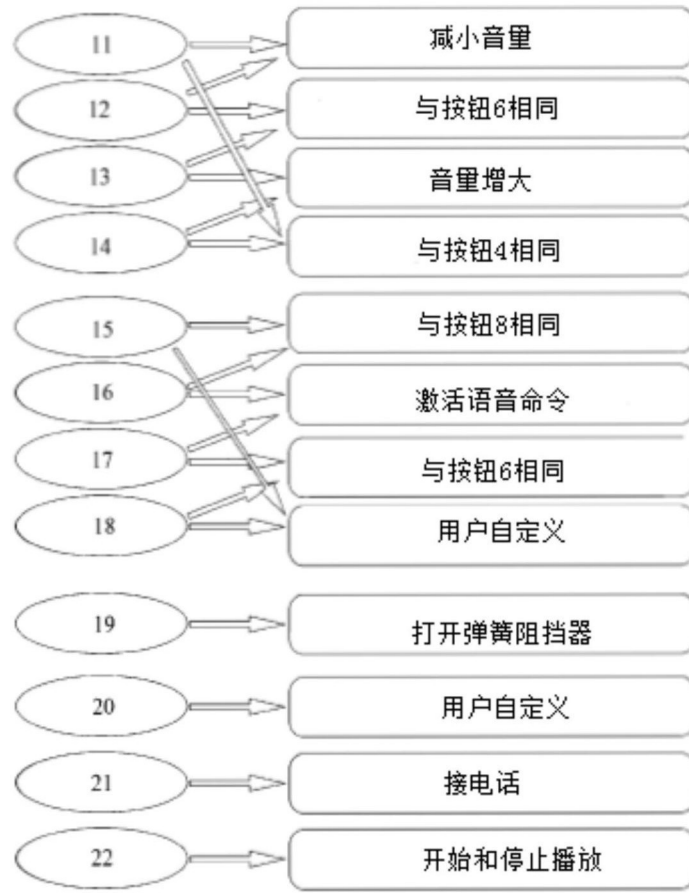 11 减小音量
12 与按钮6相同
13 音量增大
14 与按钮4相同
15 与按钮8相同
16 激活语音命令
17 与按钮6相同
18 用户自定义
19 打开弹簧阻挡器
20 用户自定义
21 接电话
22 开始和停止播放